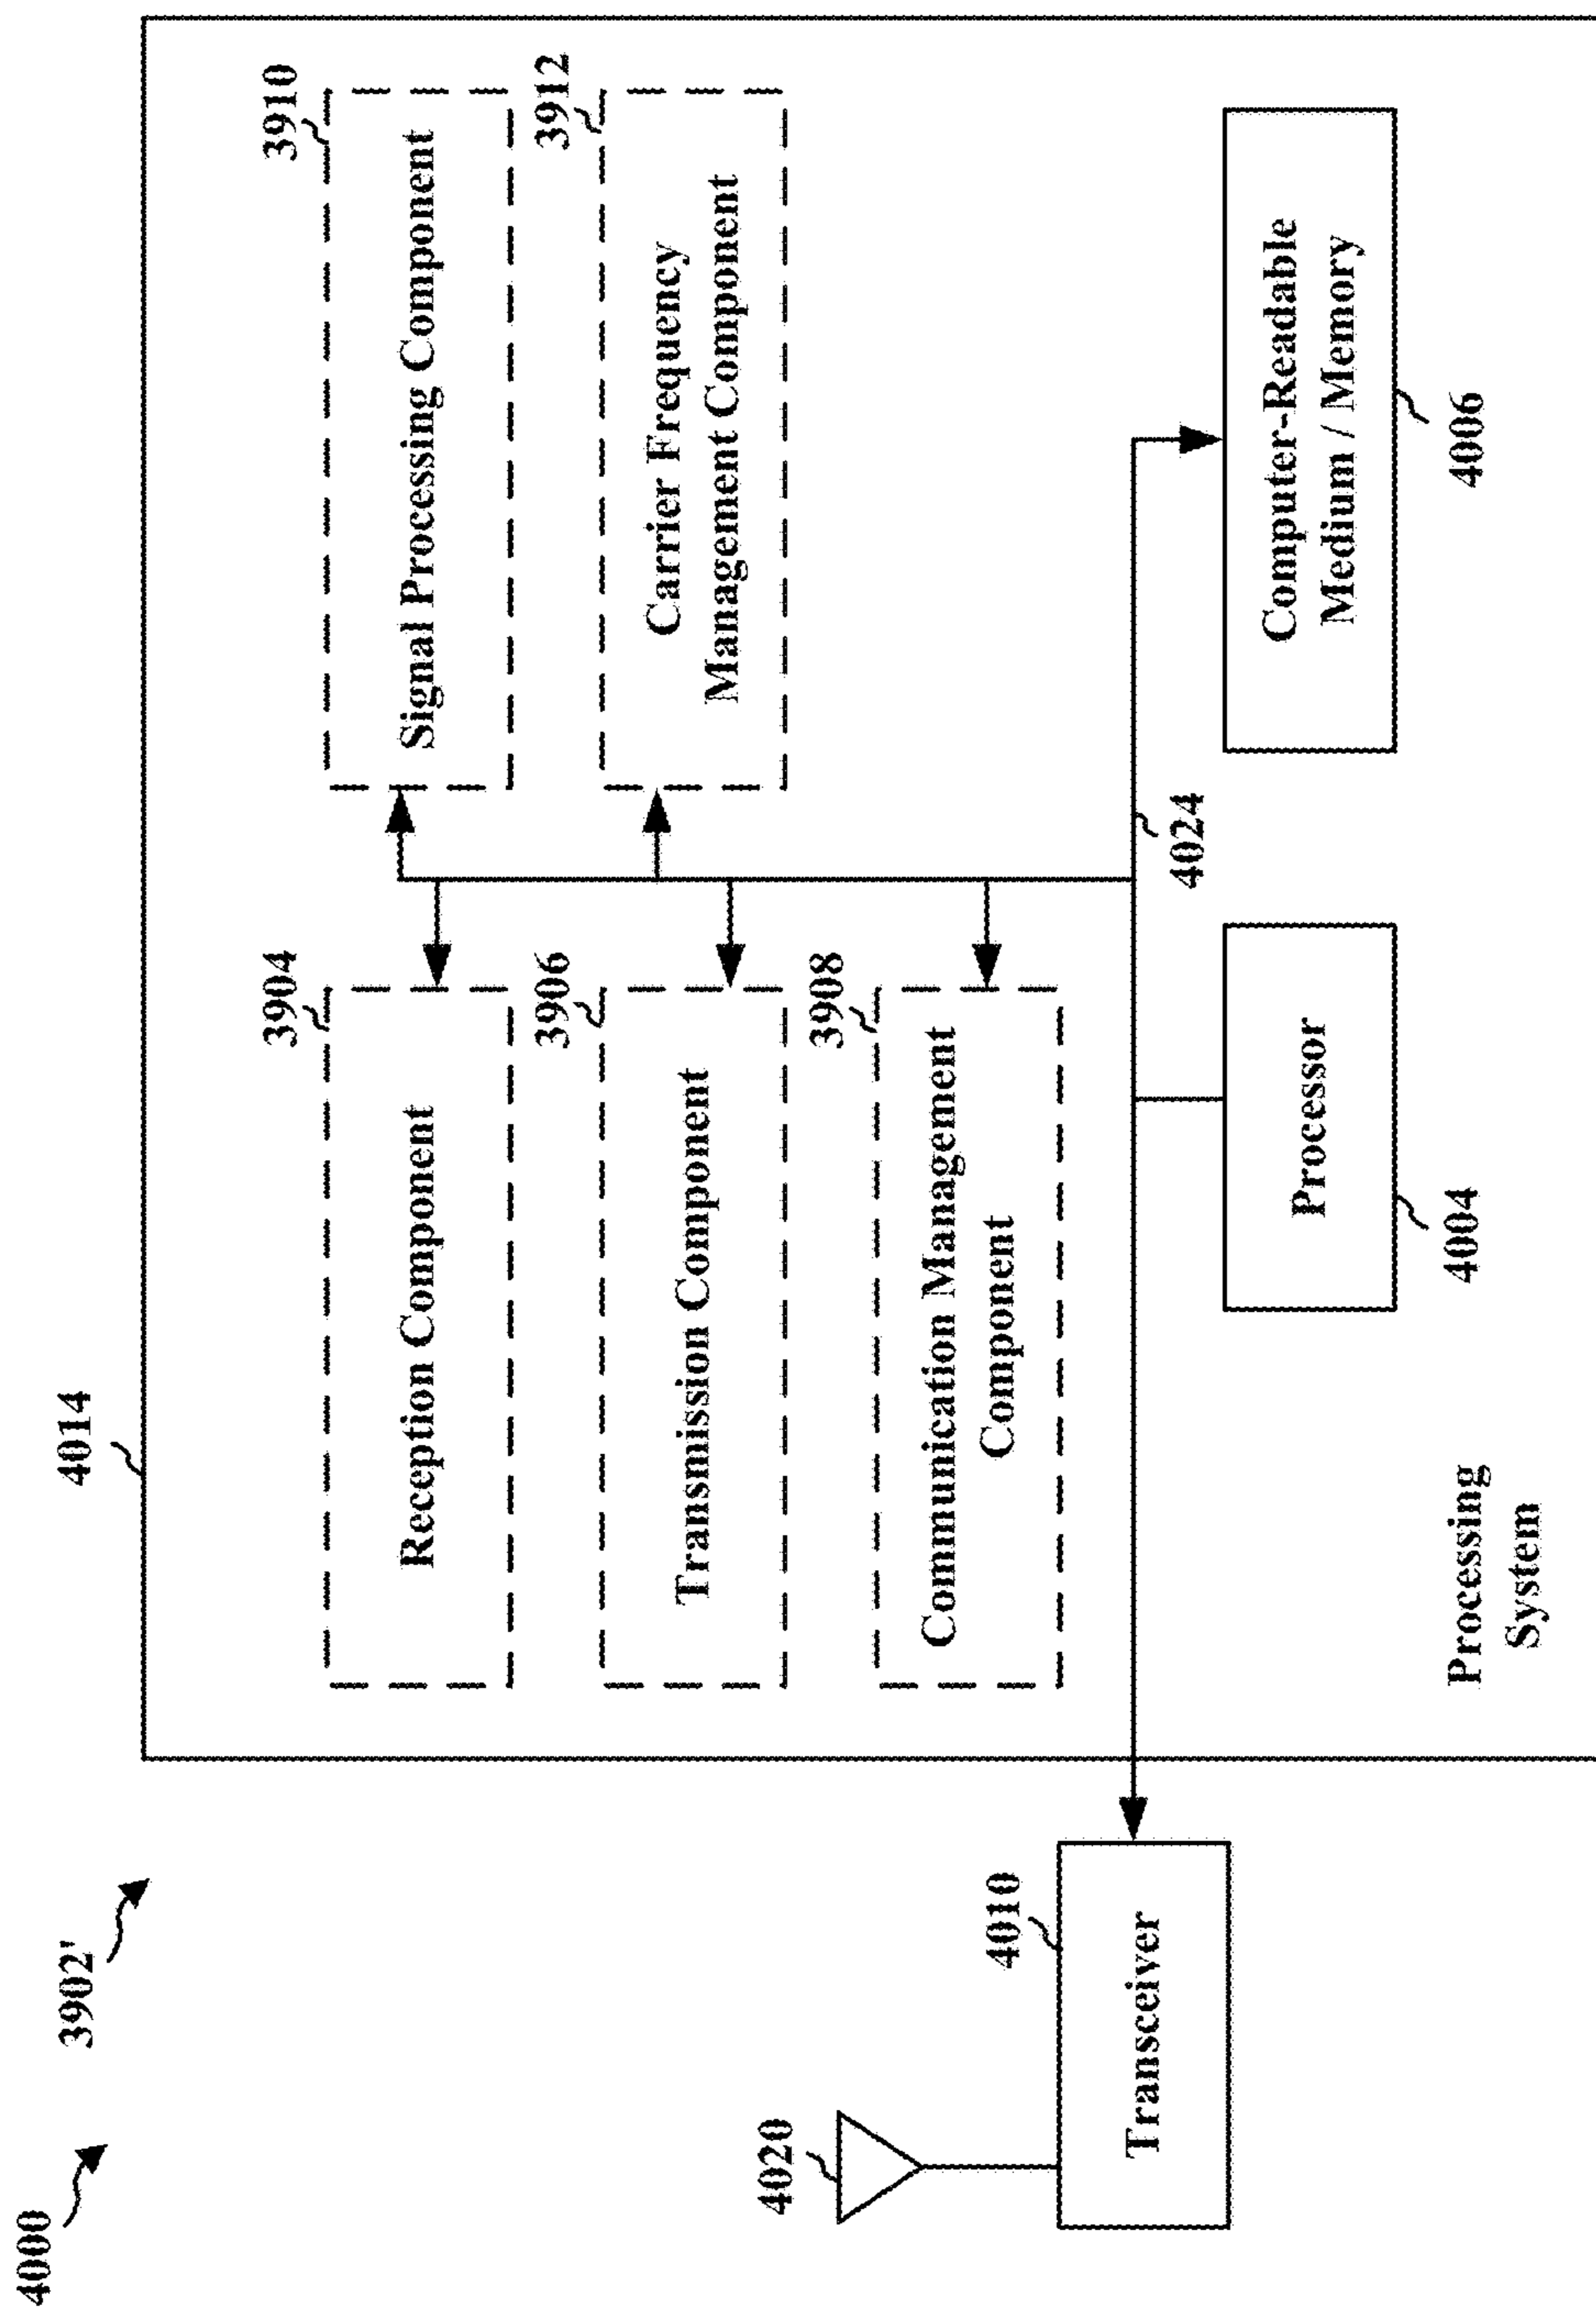 4000
3902'
4014
3904
Reception Component
3910
Signal Processing Component
3906
Transmission Component
3912
Carrier Frequency
Management Component
3908
Communication Management
Component
4020
4010
Transceiver
4024
Processor
4004
Computer-Readable
Medium / Memory
4006
Processing
System